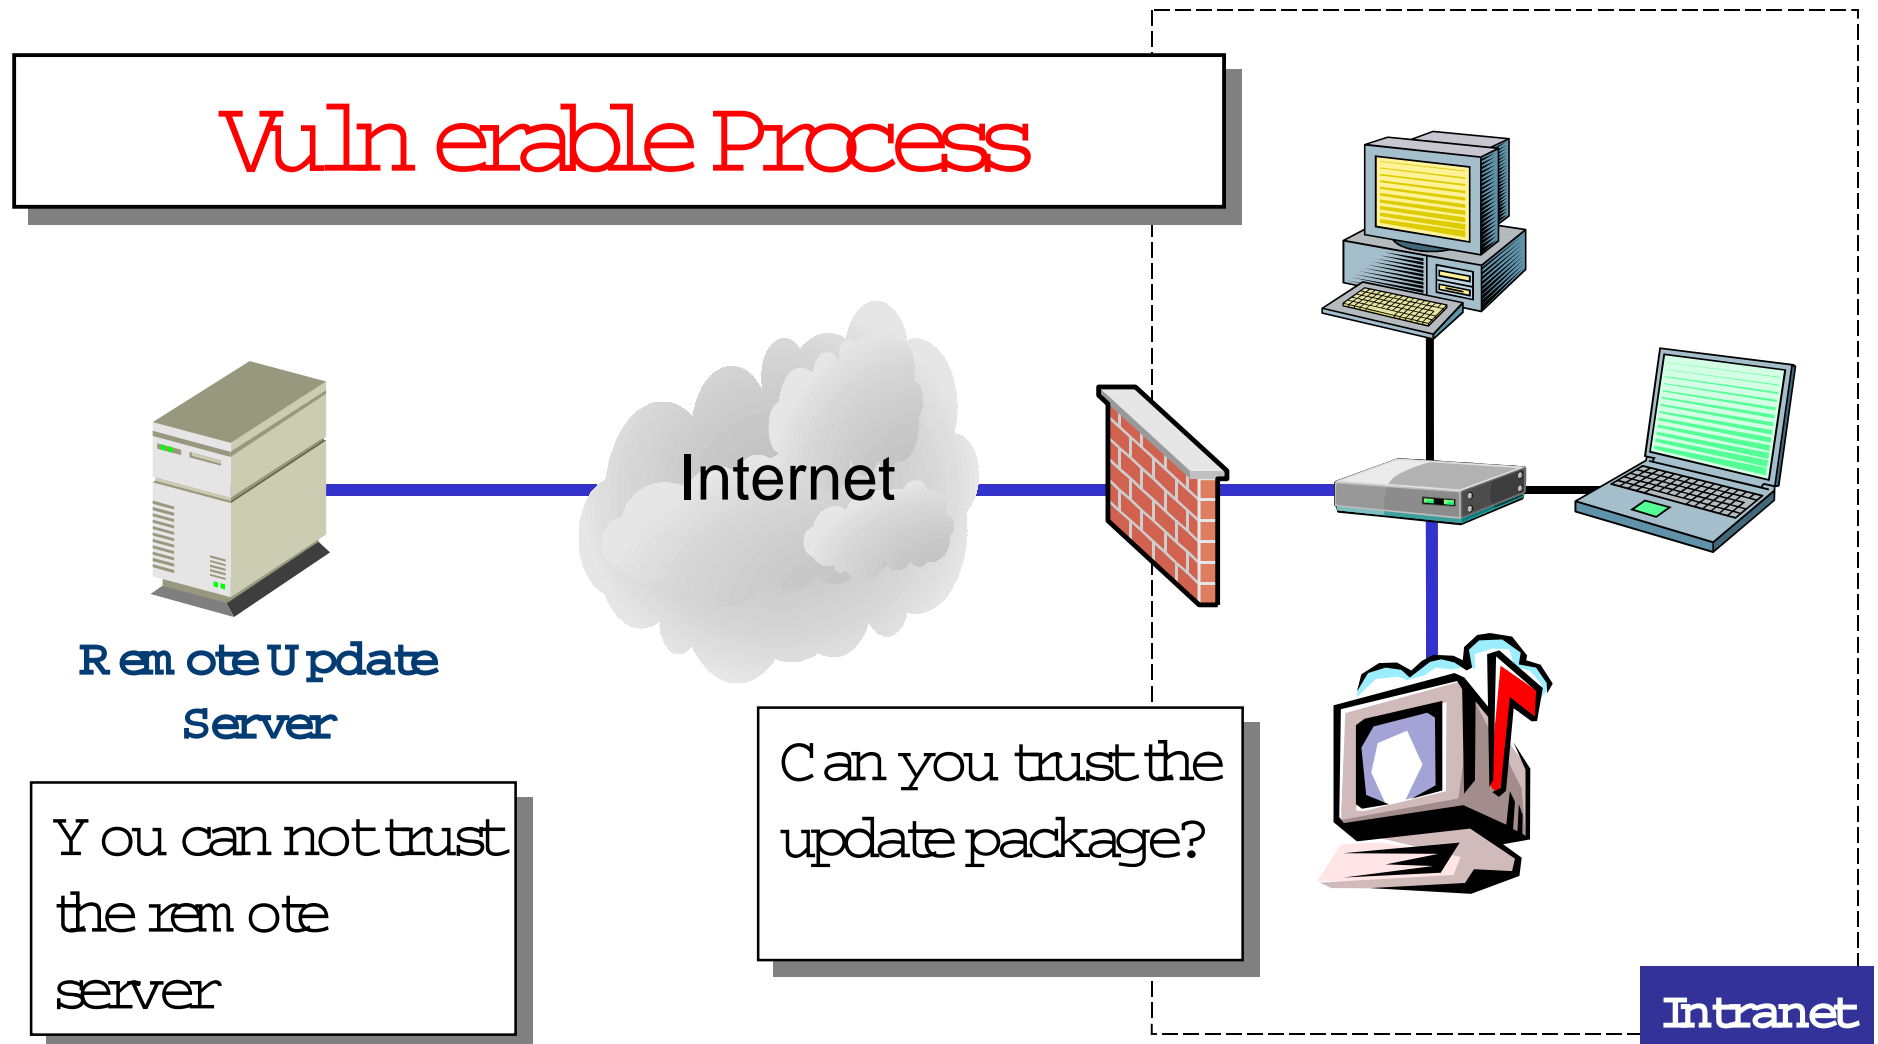 Vulnerable Process
Internet
Remote Update
Server
You can not trust
the remote
server
Can you trust the
update package?
Intranet